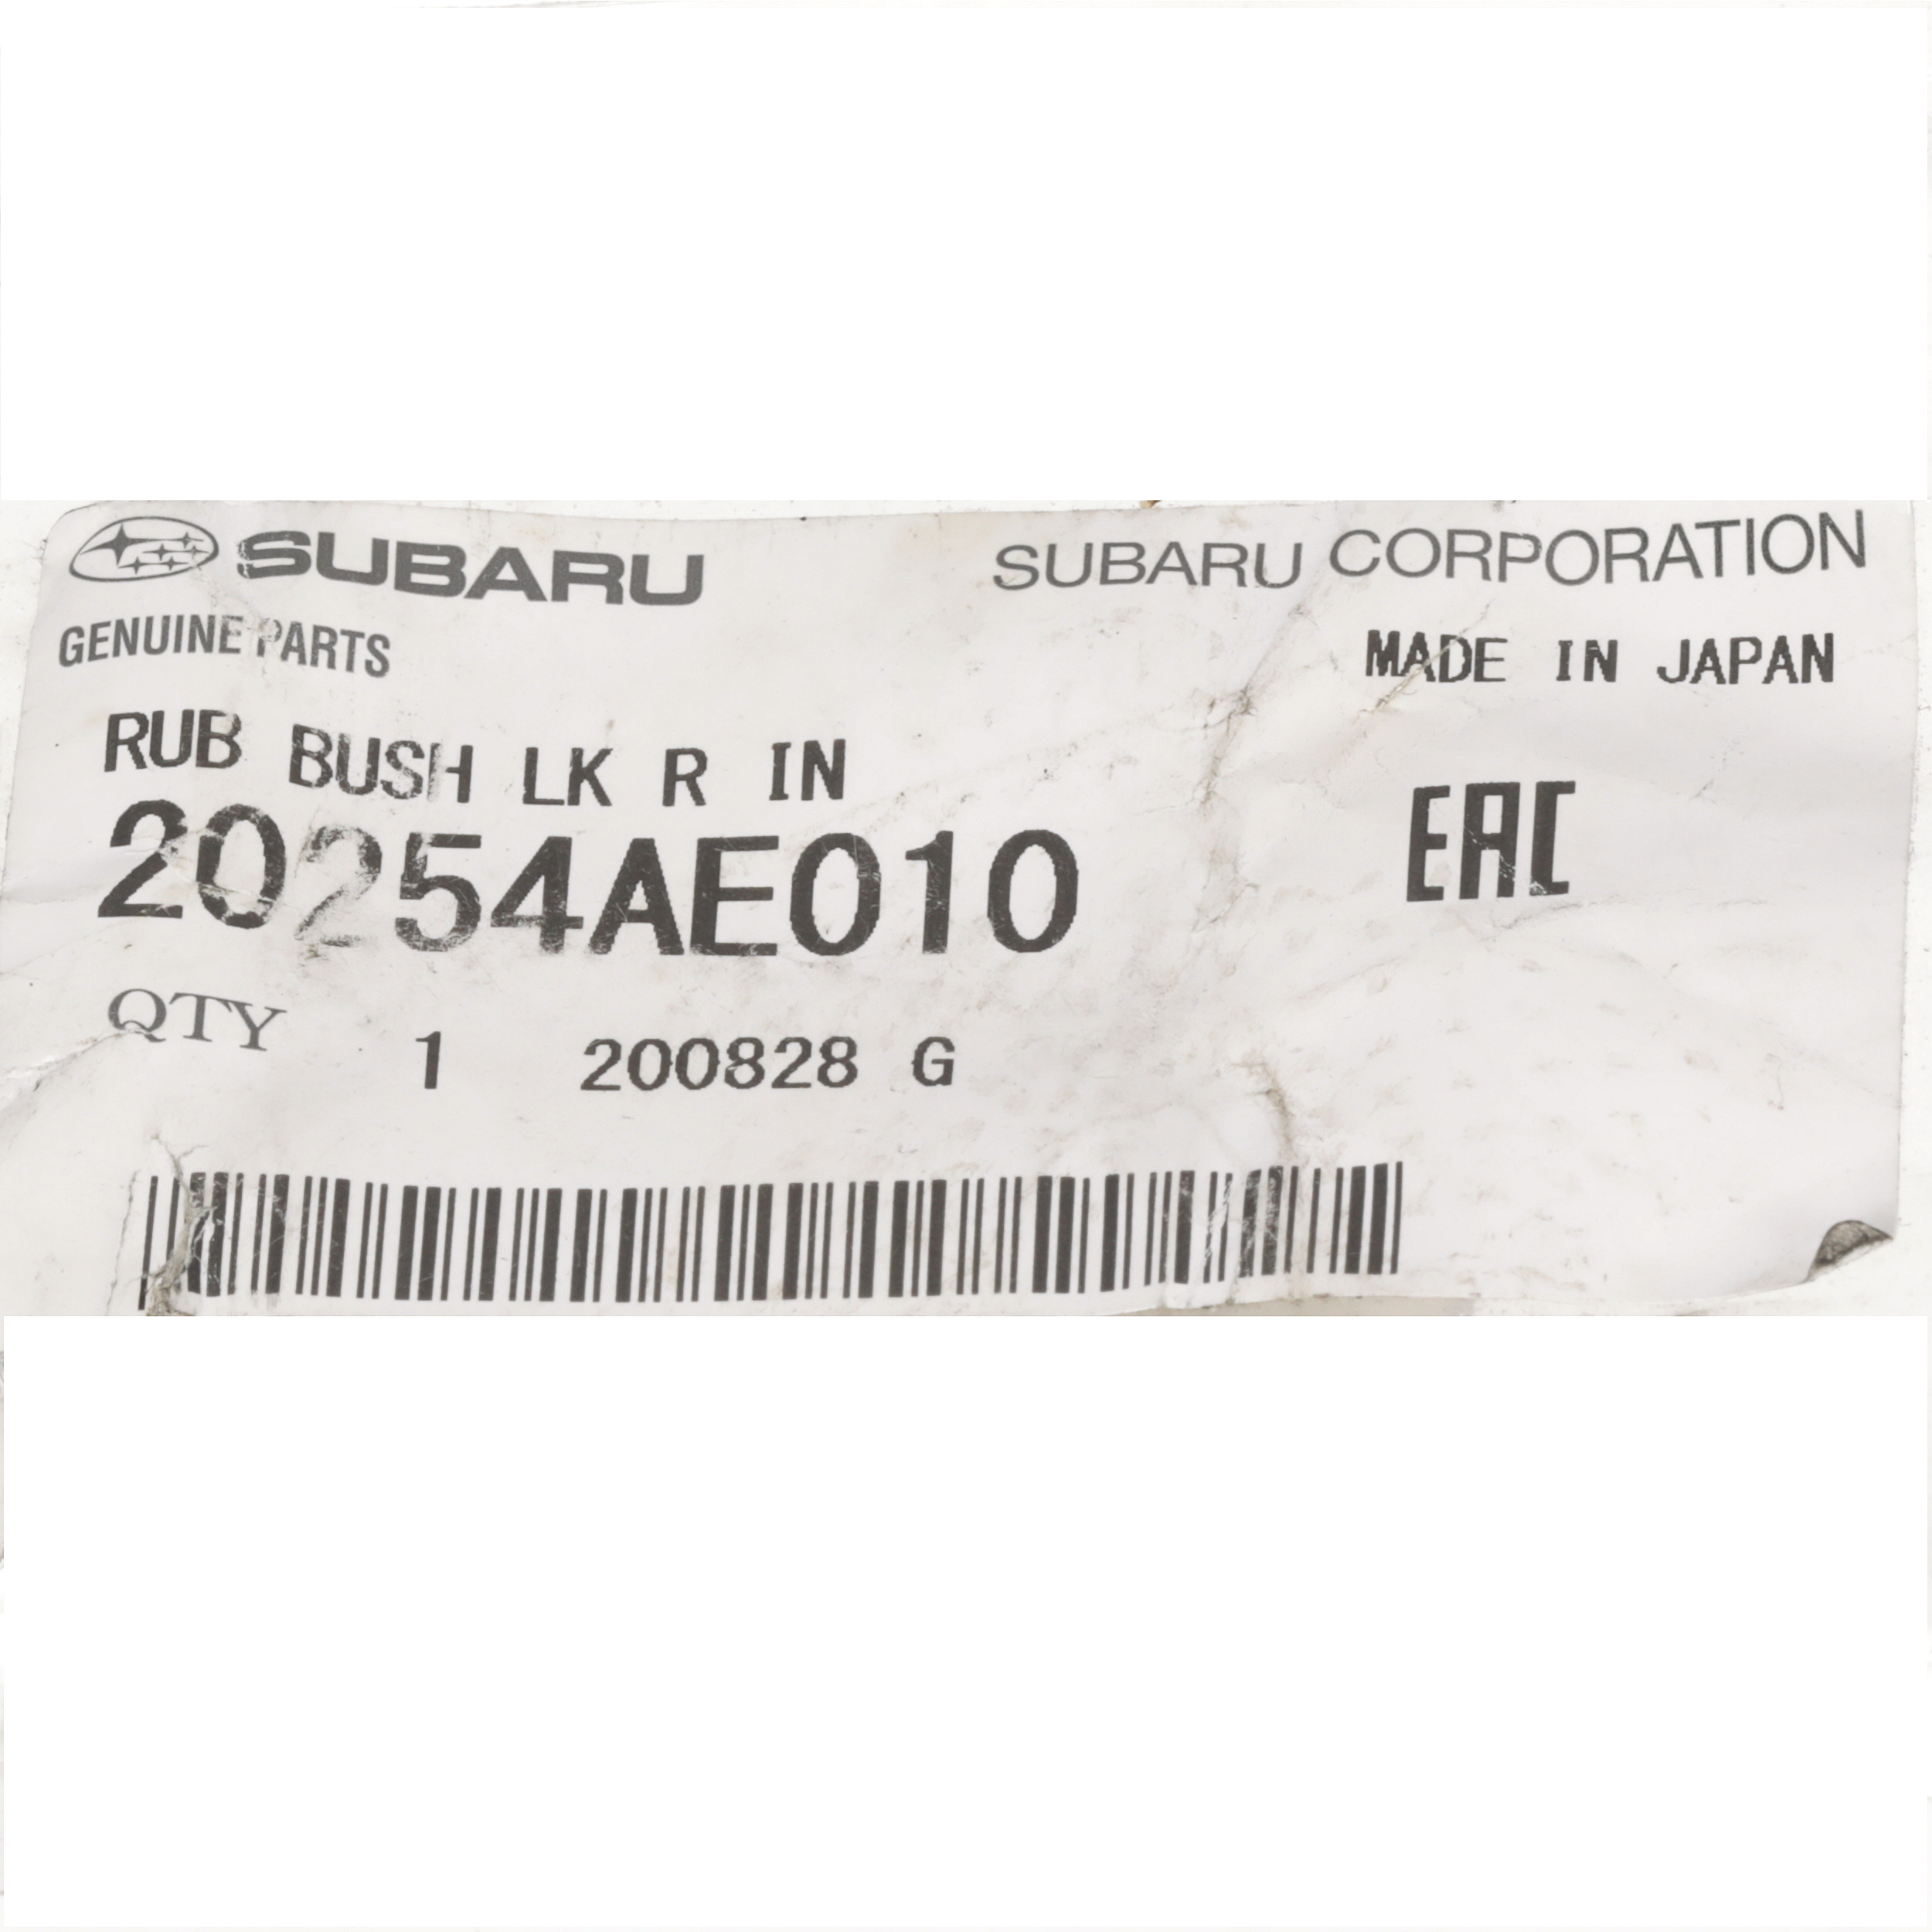 SUBARU
SUBARU CORPORATION
GENUINE PARTS
MADE IN JAPAN
RUB BUSH LK R IN
20254AE010
EAC
QTY 1 200828 G